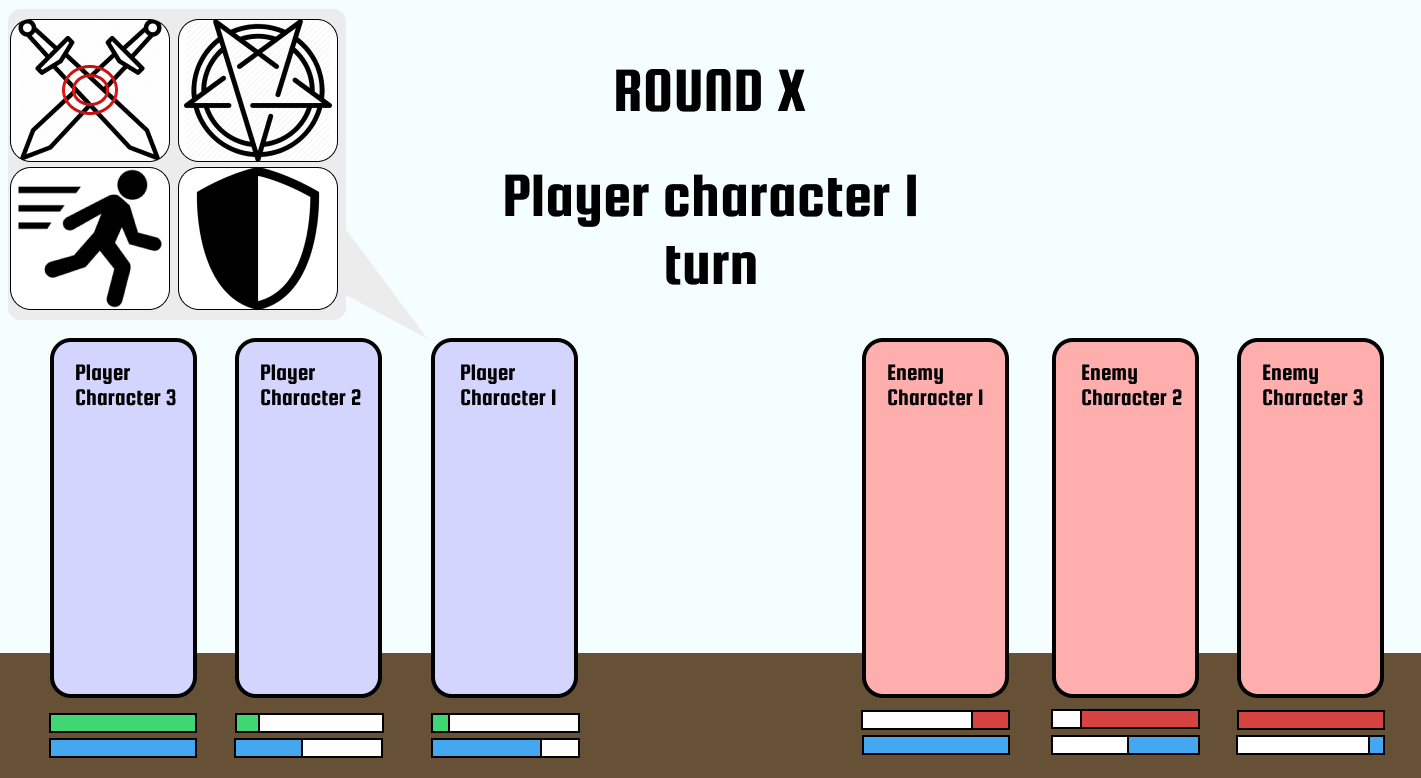 ROUND X
Player character 1
turn
Player
Character 3
Player
Character 2
Player
Character 1
Enemy
Character 1
Enemy
Character 2
Enemy
Character 3